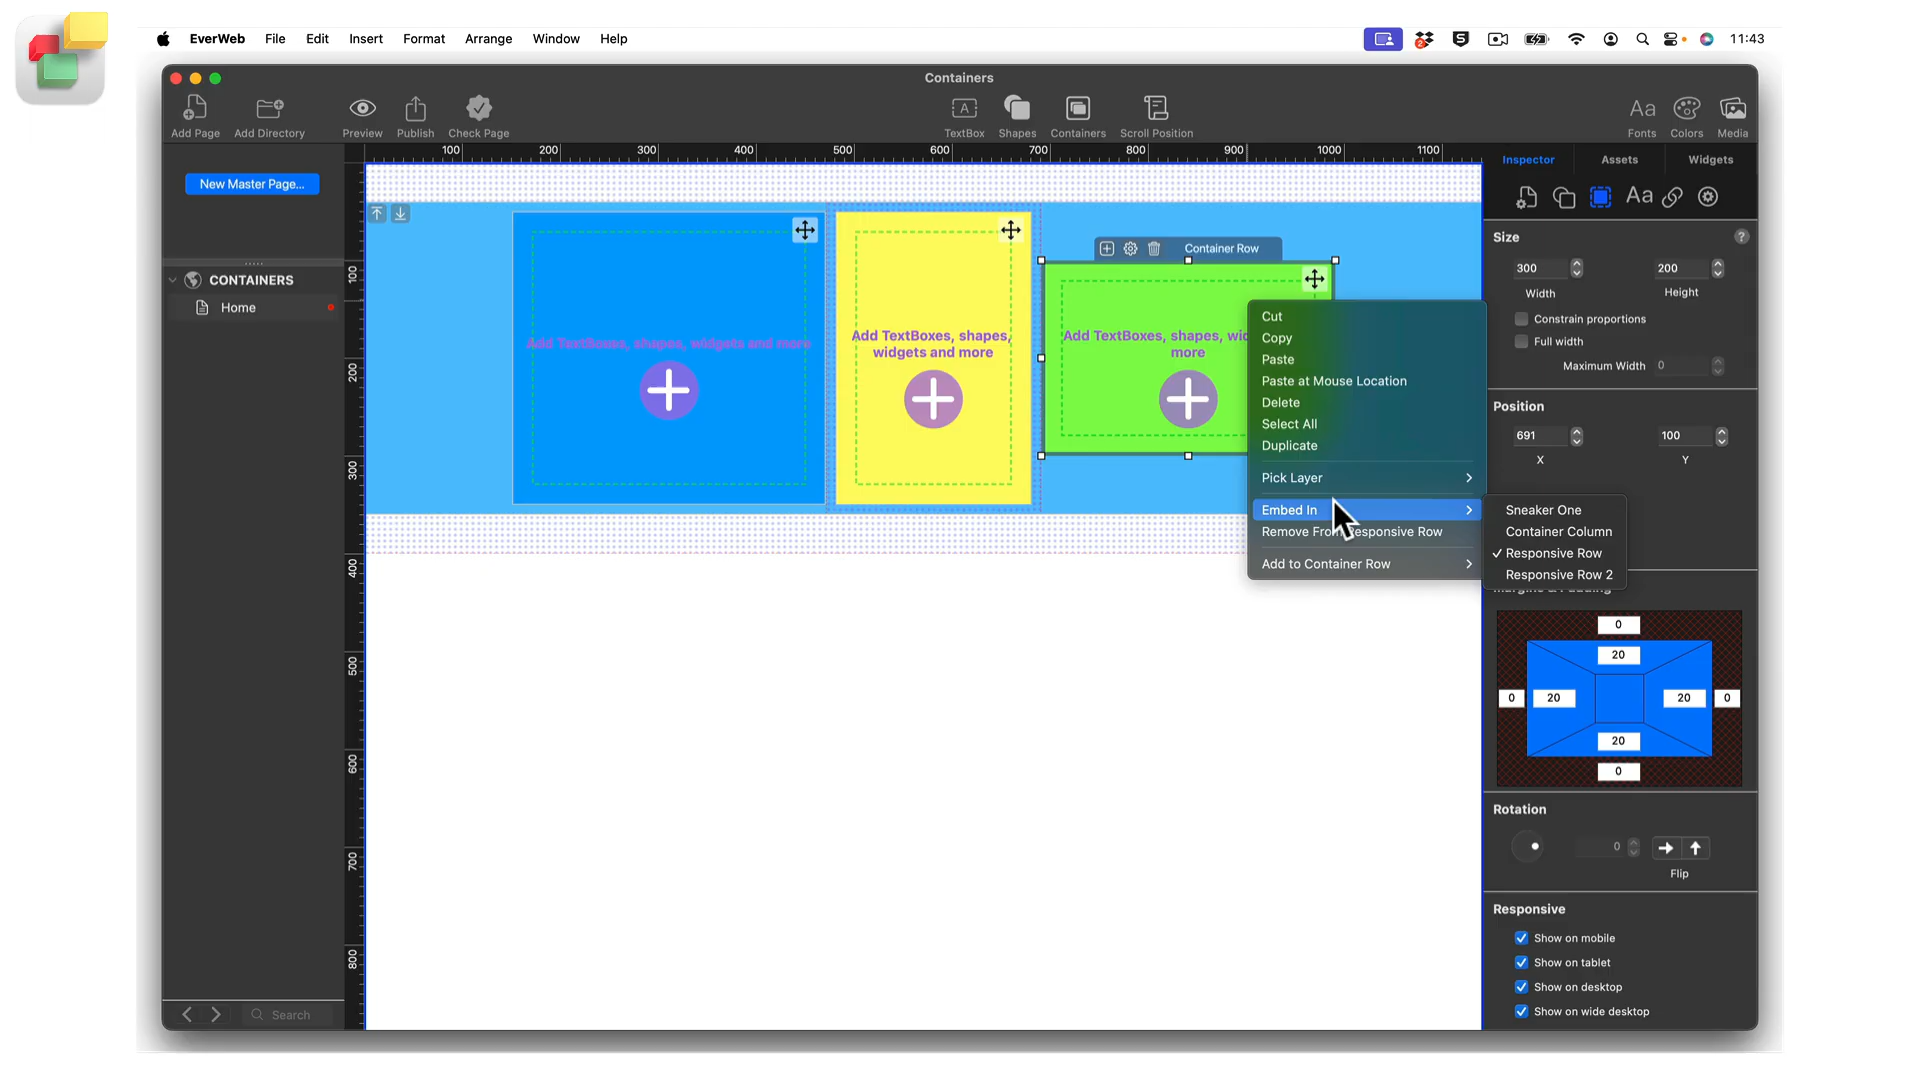 EverWeb File Edit Insert Format Arrange Window Help 11:43
Containers
Add Page Add Directory Preview Publish Check Page TextBox Shapes Containers Scroll Position Fonts Colors Media
100 200 300 400 500 600 700 800 900 1000 1100
Inspector Assets Widgets
New Master Page...
CONTAINERS
Home
100
200
300
400
500
600
700
800
Add TextBoxes, shapes, widgets and more
Add TextBoxes, shapes,
widgets and more
Container Row
Add TextBoxes, shapes,
more
Cut
Copy
Paste
Paste at Mouse Location
Delete
Select All
Duplicate
Pick Layer
Embed In
Remove From Responsive Row
Add to Container Row
Sneaker One
Container Column
✓ Responsive Row
Responsive Row 2
Size ?
300 200
Width Height
Constrain proportions
Full width
Maximum Width 0
Position
691 100
X Y
0
20
0 20 20 0
20
0
Rotation
0
Flip
Responsive
Show on mobile
Show on tablet
Show on desktop
Show on wide desktop
Search